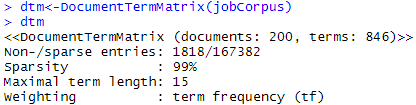 > dtm<-DocumentTermMatrix(jobCorpus)
> dtm
<<DocumentTermMatrix (documents: 200, terms: 846)>>
Non-/sparse entries: 1818/167382
Sparsity           : 99%
Maximal term length: 15
Weighting          : term frequency (tf)